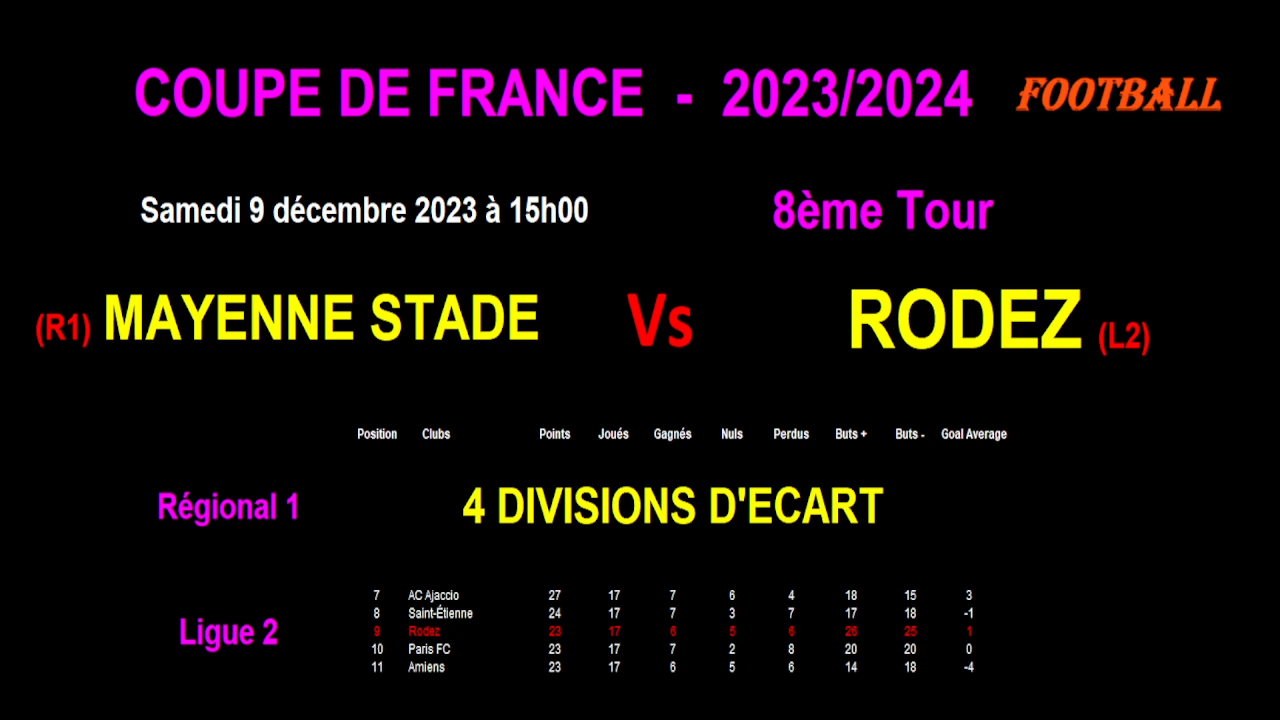 COUPE DE FRANCE - 2023/2024 FOOTBALL
Samedi 9 décembre 2023 à 15h00 8ème Tour
(R1) MAYENNE STADE Vs RODEZ (L2)
Position Clubs Points Joués Gagnés Nuls Perdus Buts + Buts - Goal Average
Régional 1 4 DIVISIONS D'ECART
Ligue 2
7 AC Ajaccio 27 17 7 6 4 18 15 3
8 Saint-Étienne 24 17 7 3 7 17 18 -1
9 Rodez 23 17 6 5 6 26 25 1
10 Paris FC 23 17 7 2 8 20 20 0
11 Amiens 23 17 6 5 6 14 18 -4